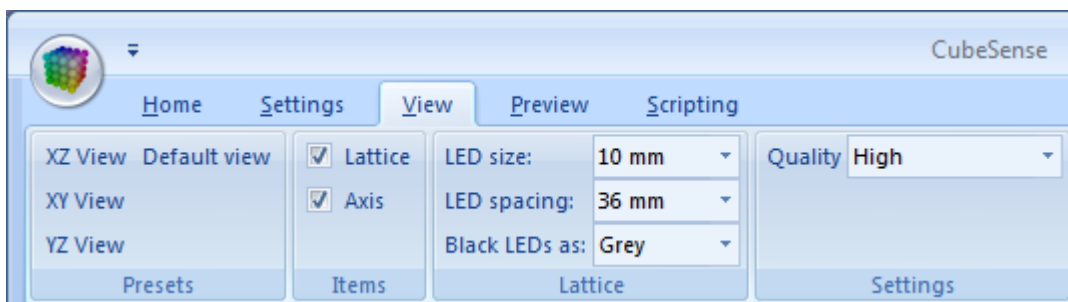 CubeSense
Home Settings View Preview Scripting
XZ View Default view Lattice LED size: 10 mm Quality High
XY View Axis LED spacing: 36 mm
YZ View Black LEDs as: Grey
Presets Items Lattice Settings